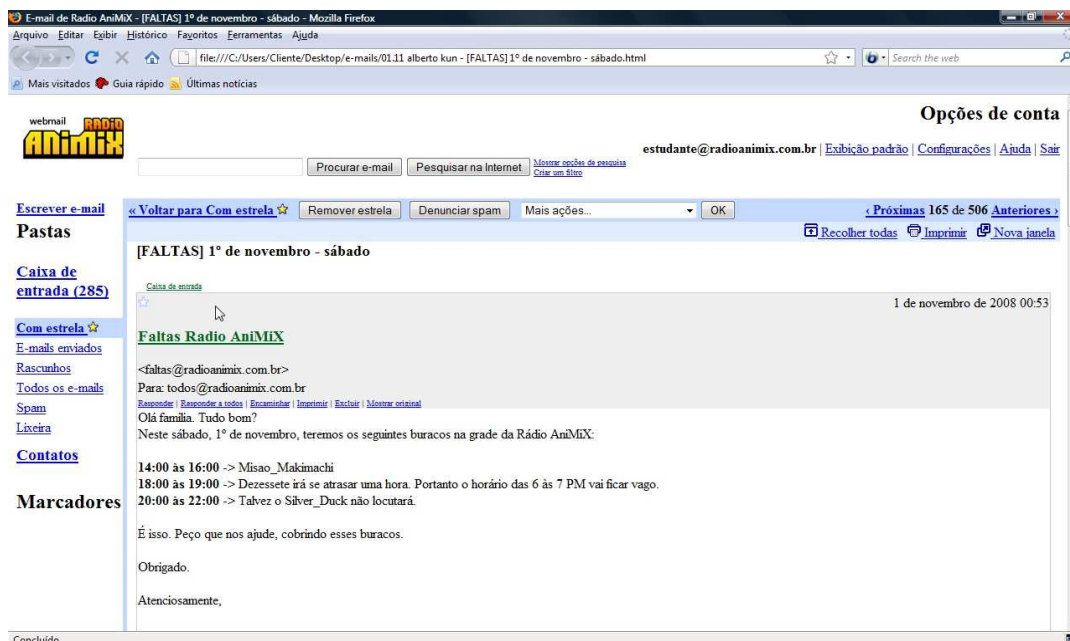 E-mail de Radio AniMiX - [FALTAS] 1º de novembro - sábado - Mozilla Firefox
Arquivo Editar Exibir Histórico Favoritos Ferramentas Ajuda
file:///C:/Users/Cliente/Desktop/e-mails/01.11 alberto kun - [FALTAS] 1º de novembro - sábado.html
Search the web
Mais visitados Guia rápido Últimas notícias
webmail RADIO
ANiMiX
Opções de conta
estudante@radioanimix.com.br | Exibição padrão | Configurações | Ajuda | Sair
Procurar e-mail Pesquisar na Internet Mostrar opções de pesquisa
Criar um filtro
Escrever e-mail
« Voltar para Com estrela Remover estrela Denunciar spam Mais ações... OK ‹ Próximas 165 de 506 Anteriores ›
Pastas
Recolher todas Imprimir Nova janela
[FALTAS] 1º de novembro - sábado
Caixa de
entrada (285)
Caixa de entrada
1 de novembro de 2008 00:53
Com estrela
Faltas Radio AniMiX
E-mails enviados
Rascunhos
<faltas@radioanimix.com.br>
Todos os e-mails
Para: todos@radioanimix.com.br
Responder | Responder a todos | Encaminhar | Imprimir | Excluir | Mostrar original
Spam
Olá familia. Tudo bom?
Lixeira
Neste sábado, 1º de novembro, teremos os seguintes buracos na grade da Rádio AniMiX:
Contatos
14:00 às 16:00 -> Misao_Makimachi
18:00 às 19:00 -> Dezessete irá se atrasar uma hora. Portanto o horário das 6 às 7 PM vai ficar vago.
Marcadores
20:00 às 22:00 -> Talvez o Silver_Duck não locutará.
É isso. Peço que nos ajude, cobrindo esses buracos.
Obrigado.
Atenciosamente,
Concluído